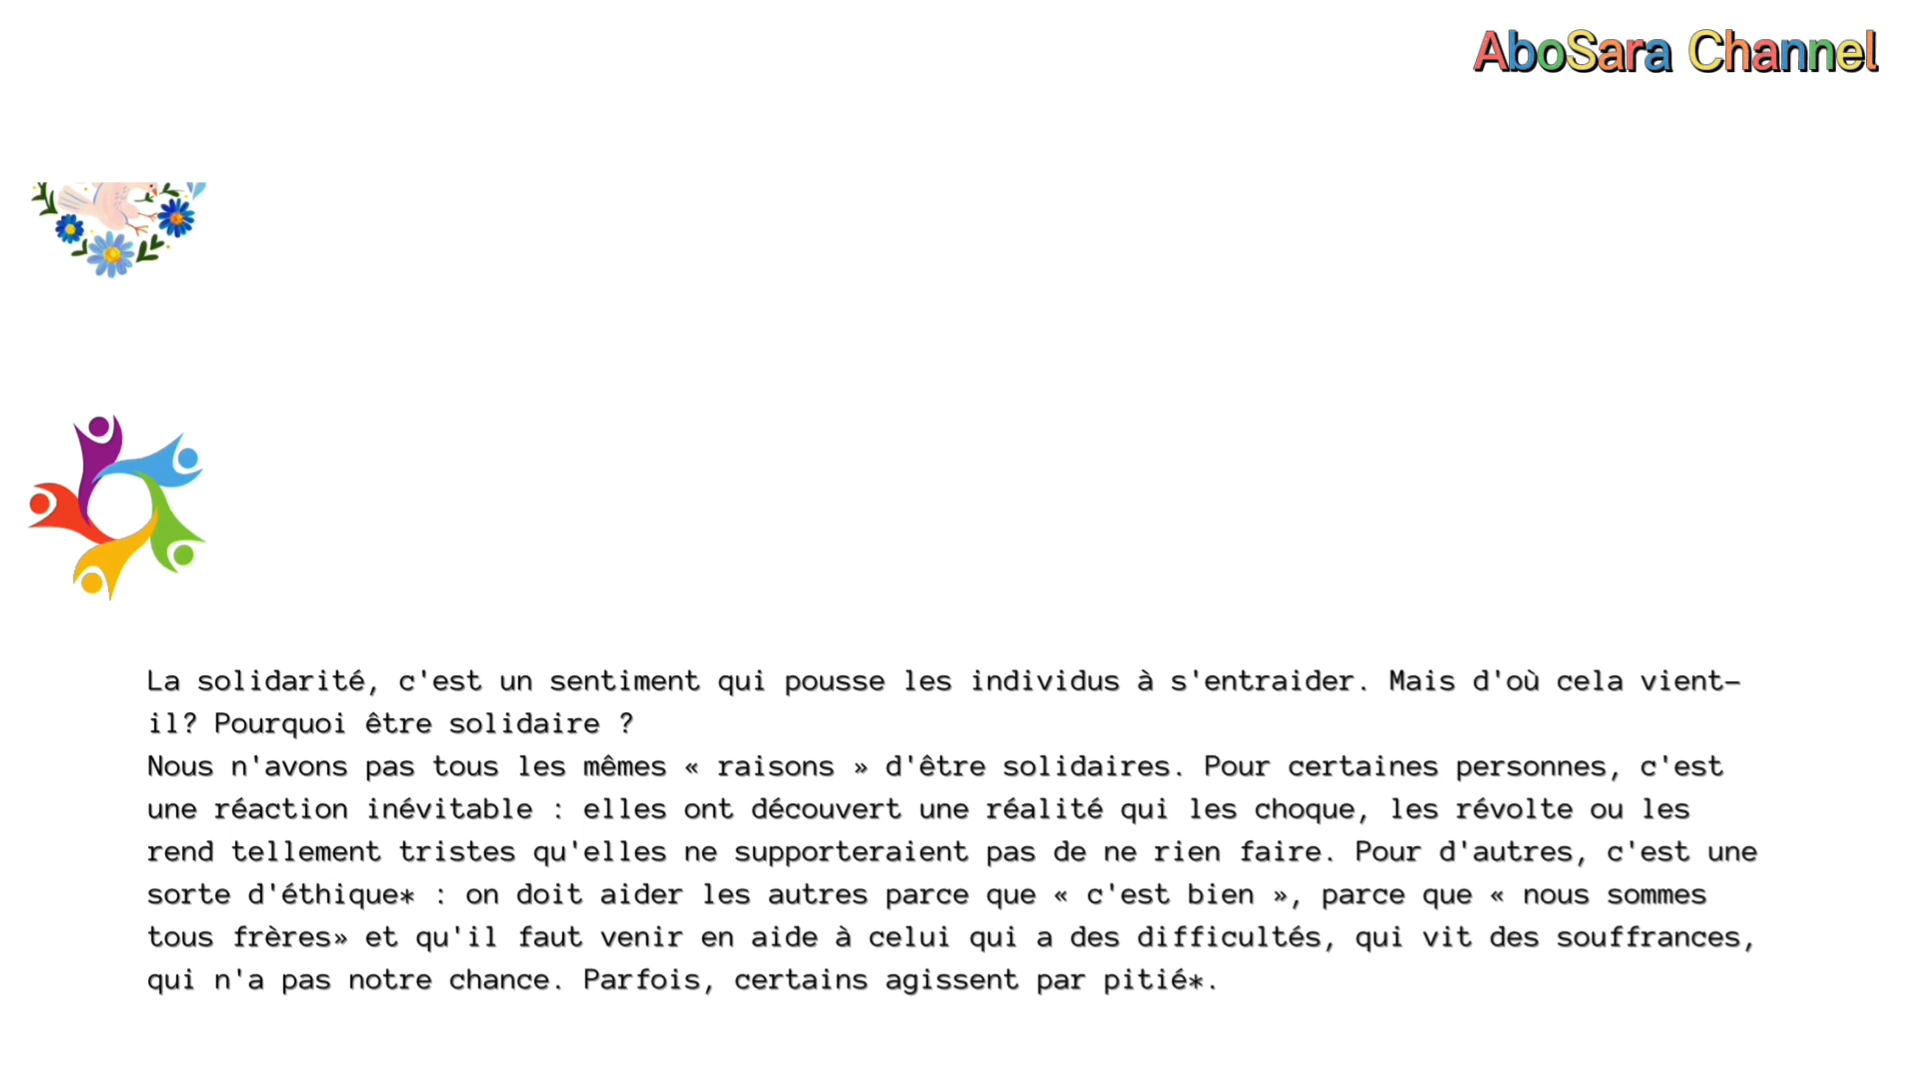 AboSara Channel
La solidarité, c'est un sentiment qui pousse les individus à s'entraider. Mais d'où cela vient-
il? Pourquoi être solidaire ?
Nous n'avons pas tous les mêmes « raisons » d'être solidaires. Pour certaines personnes, c'est
une réaction inévitable : elles ont découvert une réalité qui les choque, les révolte ou les
rend tellement tristes qu'elles ne supporteraient pas de ne rien faire. Pour d'autres, c'est une
sorte d'éthique* : on doit aider les autres parce que « c'est bien », parce que « nous sommes
tous frères» et qu'il faut venir en aide à celui qui a des difficultés, qui vit des souffrances,
qui n'a pas notre chance. Parfois, certains agissent par pitié*.